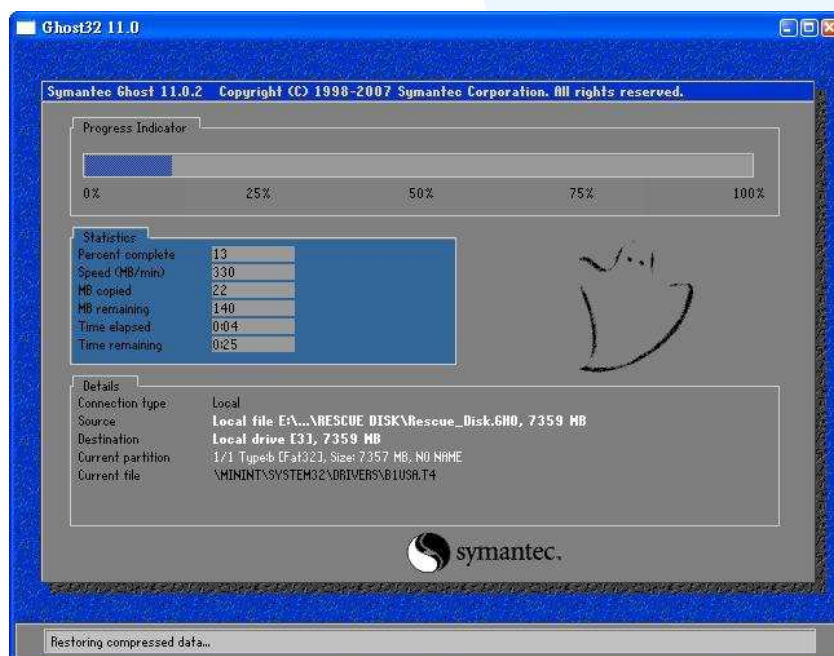 Ghost32 11.0
Symantec Ghost 11.0.2 Copyright (C) 1998-2007 Symantec Corporation. All rights reserved.
Progress Indicator
0% 25% 50% 75% 100%
Statistics
Percent complete 13
Speed (MB/min) 330
MB copied 22
MB remaining 140
Time elapsed 0:04
Time remaining 0:25
Details
Connection type Local
Source Local file E:\...\RESCUE DISK\Rescue_Disk.GHO, 7359 MB
Destination Local drive [3], 7359 MB
Current partition 1/1 Type:b [Fat32], Size: 7357 MB, NO NAME
Current file \MININT\SYSTEM32\DRIVERS\B1USA.T4
symantec.
Restoring compressed data...